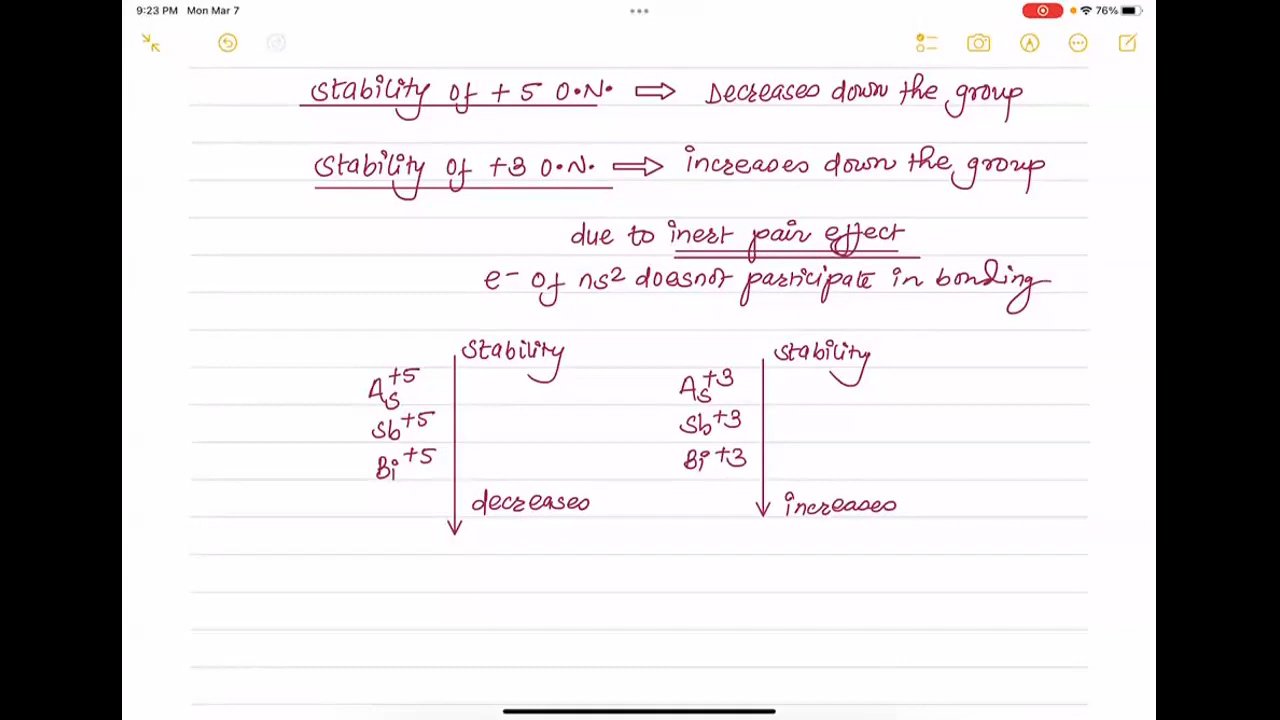 9:23 PM Mon Mar 7
76%
Stability of +5 O.N. ⇒ Decreases down the group
Stability of +3 O.N. ⇒ increases down the group
due to inert pair effect
e- of ns2 doesnot participate in bonding
Stability
As+5
Sb+5
Bi+5
decreases
Stability
As+3
Sb+3
Bi+3
increases